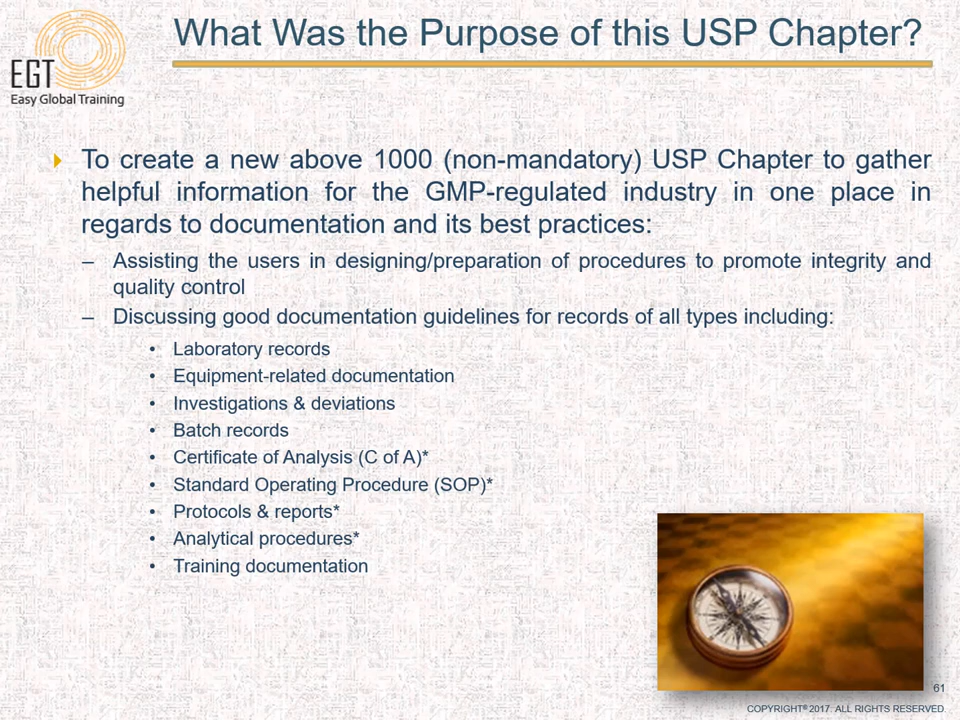 What Was the Purpose of this USP Chapter?
EGT
Easy Global Training
To create a new above 1000 (non-mandatory) USP Chapter to gather
helpful information for the GMP-regulated industry in one place in
regards to documentation and its best practices:
– Assisting the users in designing/preparation of procedures to promote integrity and
quality control
– Discussing good documentation guidelines for records of all types including:
• Laboratory records
• Equipment-related documentation
• Investigations & deviations
• Batch records
• Certificate of Analysis (C of A)*
• Standard Operating Procedure (SOP)*
• Protocols & reports*
• Analytical procedures*
• Training documentation
61
COPYRIGHT® 2017. ALL RIGHTS RESERVED.